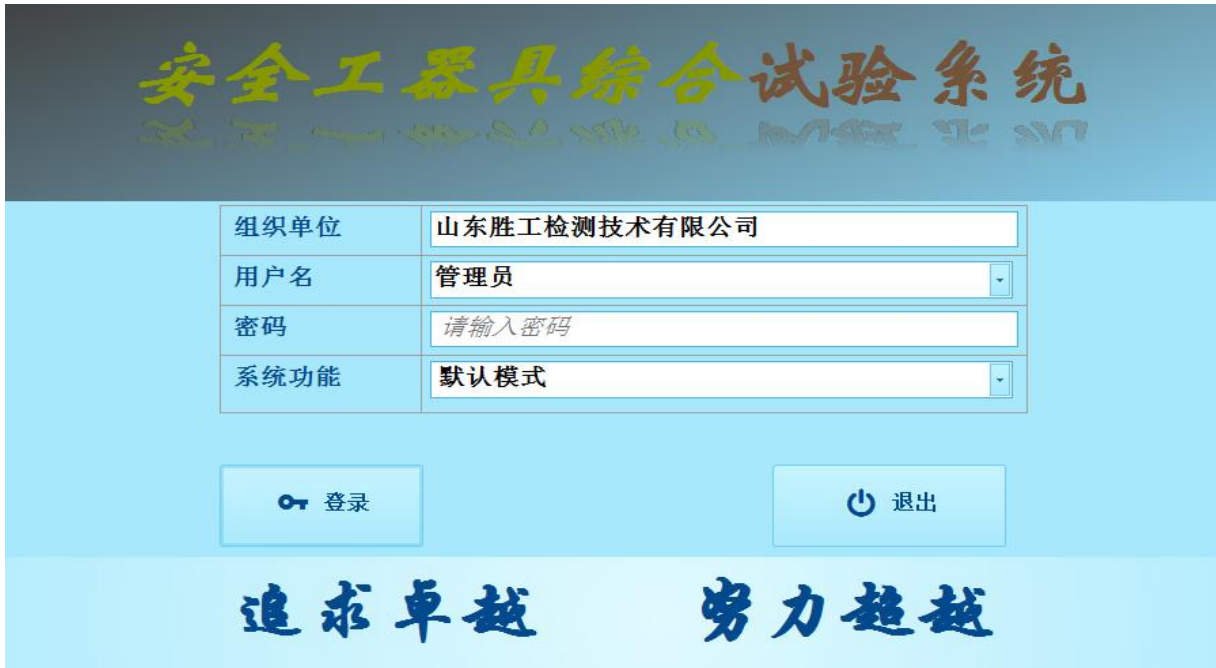 安全工器具综合试验系统
组织单位 山东胜工检测技术有限公司
用户名 管理员
密码 请输入密码
系统功能 默认模式
登录 退出
追求卓越 努力超越